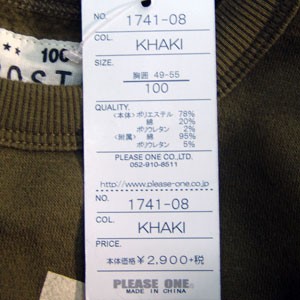 ★★ 100
OST
NO. 1741-08
COL. KHAKI
SIZE.
胸囲 49-55
100
QUALITY.
<本体> ポリエステル 78%
綿 20%
ポリウレタン 2%
<附属> 綿 95%
ポリウレタン 5%
PLEASE ONE CO.,LTD.
052-910-8511
http://www.please-one.co.jp
NO. 1741-08
COL. KHAKI
PRICE.
本体価格 ¥2,900+税
PLEASE ONE.
MADE IN CHINA